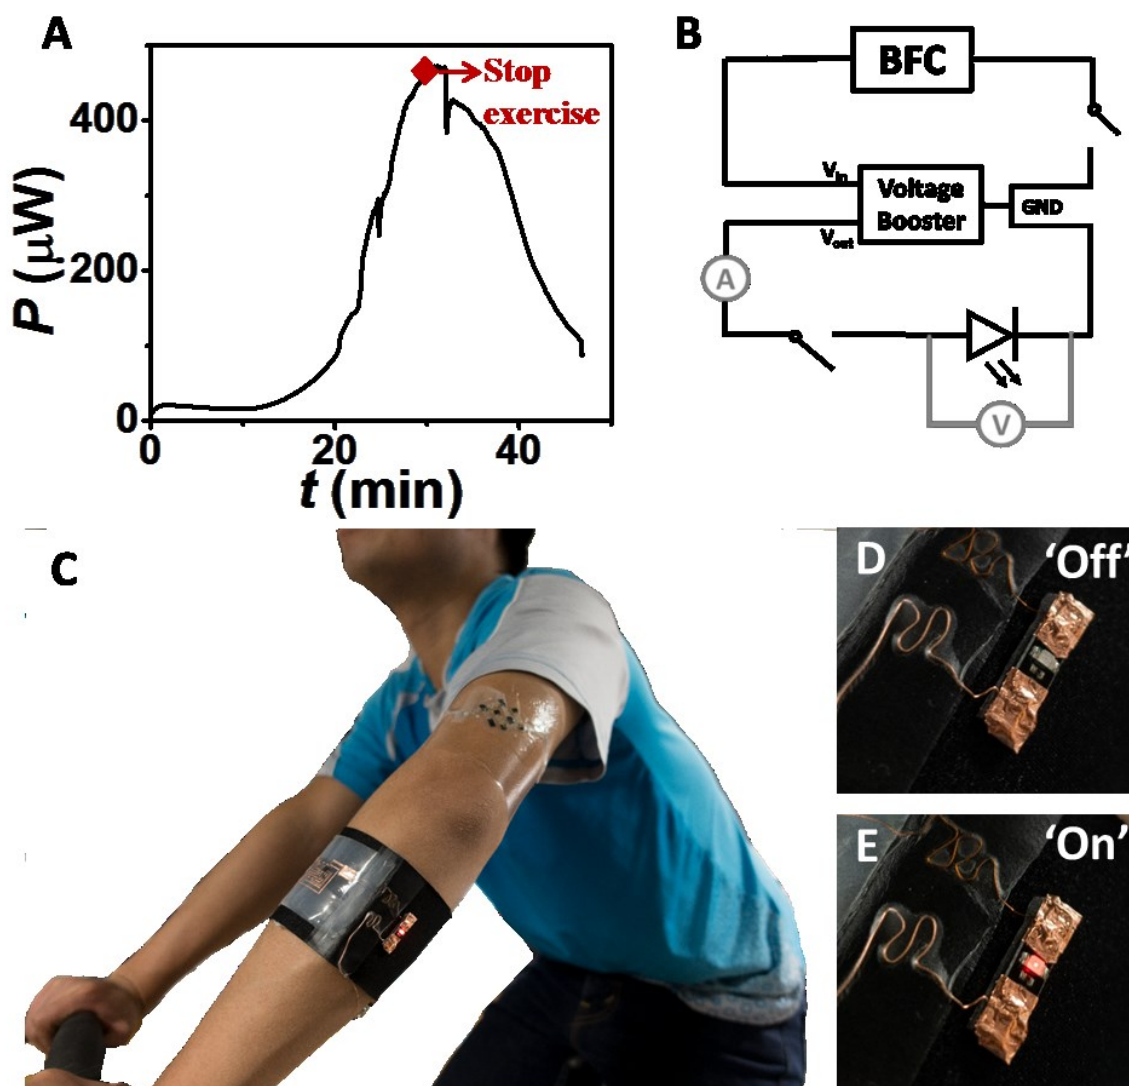 A
Stop
exercise
400
200
0
P (μW)
0
20
40
t (min)
B
BFC
Vin
Voltage
Booster
GND
Vout
A
V
C
D
'Off'
E
'On'